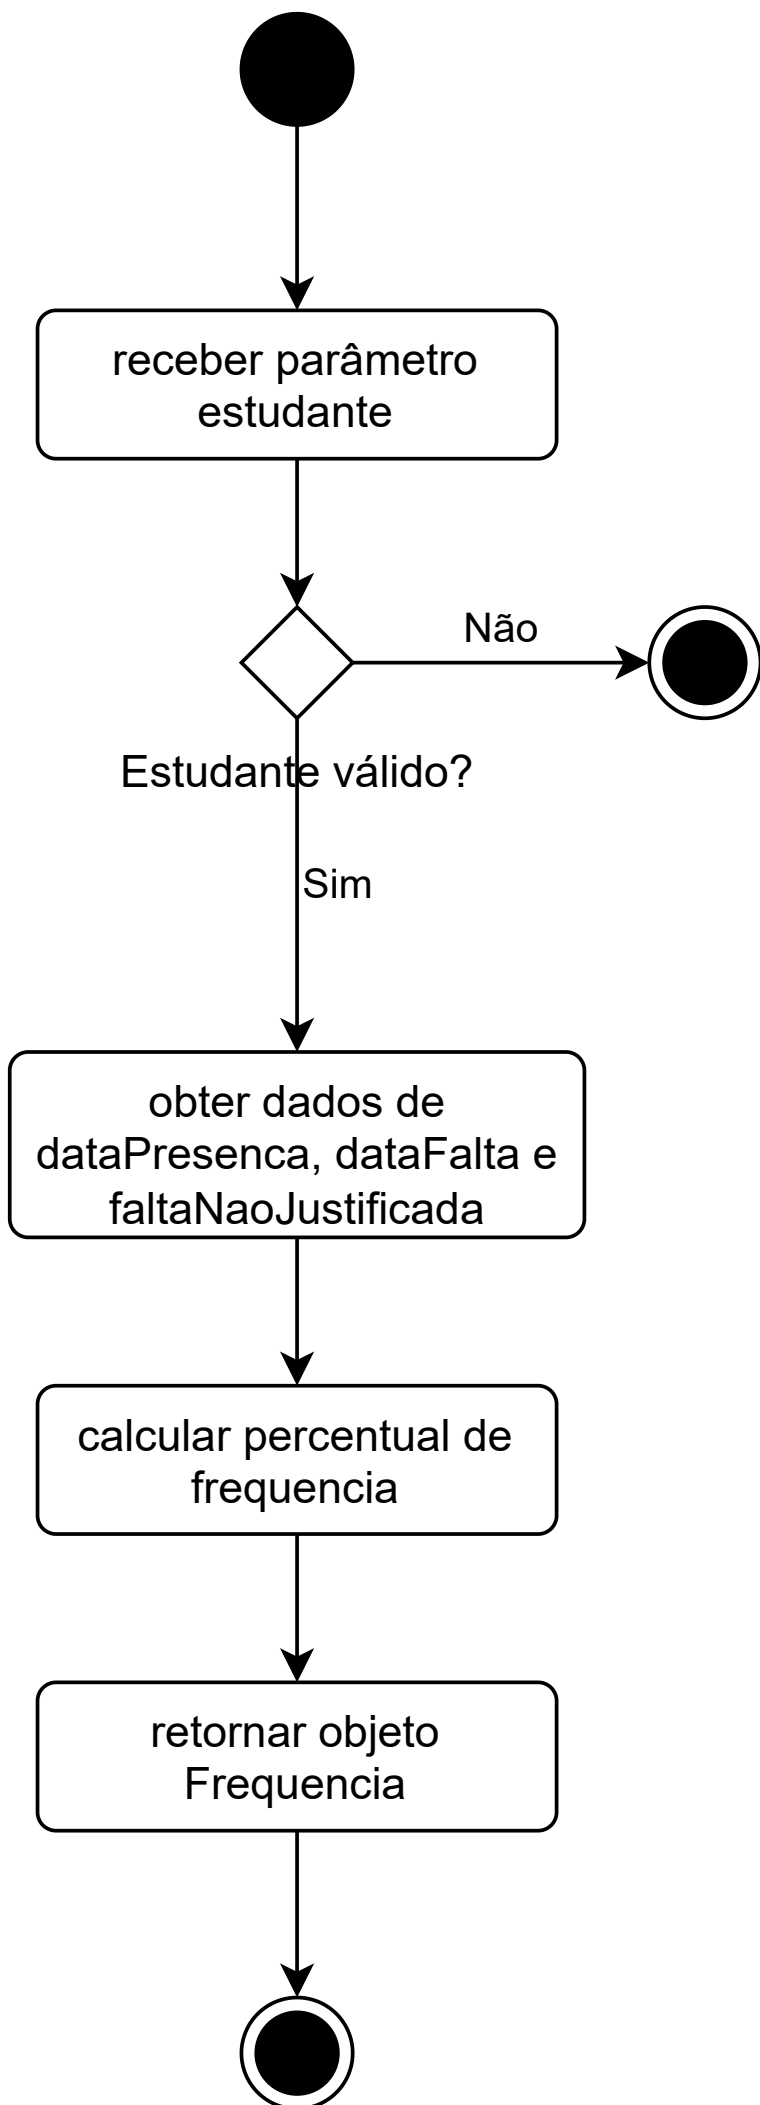 receber parâmetro
estudante
Não
Estudante válido?
Sim
obter dados de
dataPresenca, dataFalta e
faltaNaoJustificada
calcular percentual de
frequencia
retornar objeto
Frequencia